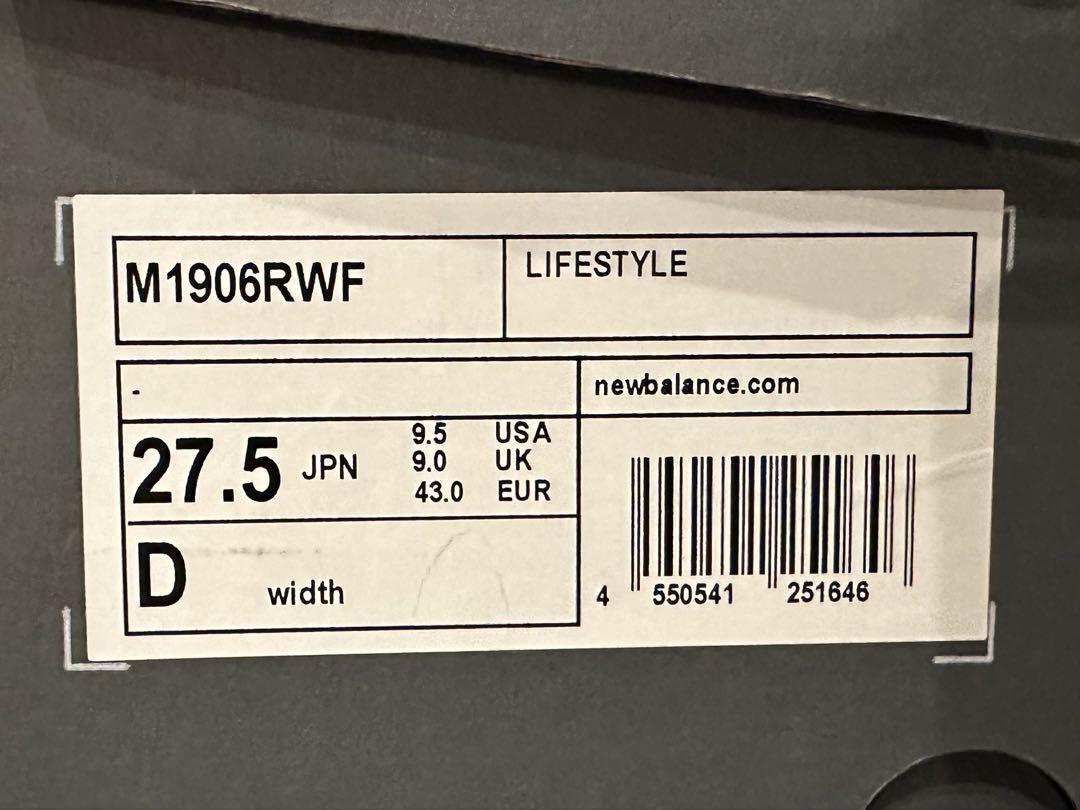 M1906RWF
LIFESTYLE
-
newbalance.com
27.5 JPN
9.5 USA
9.0 UK
43.0 EUR
D width
4 550541 251646